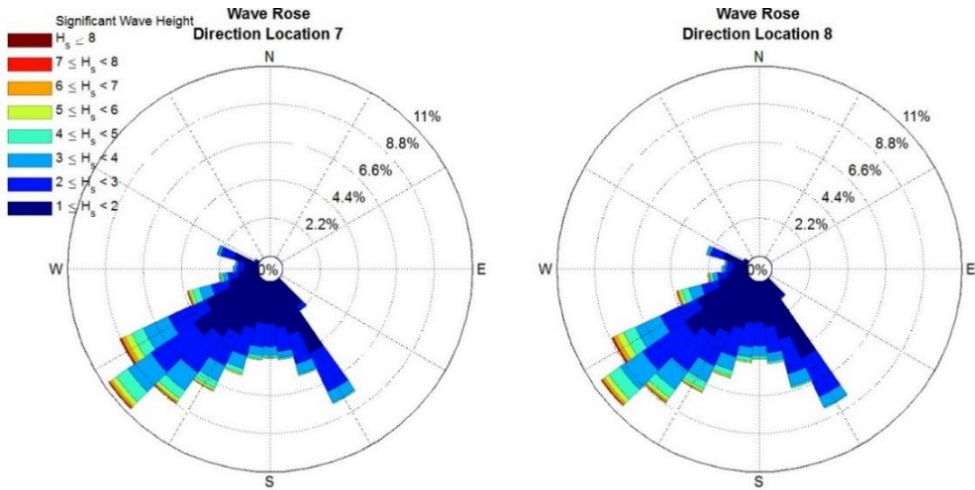 Significant Wave Height
H_s ≤ 8
7 ≤ H_s < 8
6 ≤ H_s < 7
5 ≤ H_s < 6
4 ≤ H_s < 5
3 ≤ H_s < 4
2 ≤ H_s < 3
1 ≤ H_s < 2
Wave Rose
Direction Location 7
N
11%
8.8%
6.6%
4.4%
2.2%
W
0%
E
S
Wave Rose
Direction Location 8
N
11%
8.8%
6.6%
4.4%
2.2%
W
0%
E
S